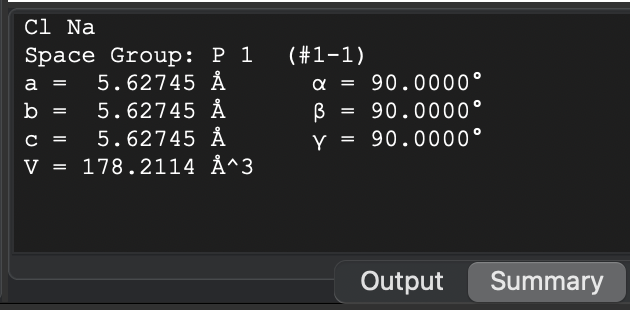 Cl Na
Space Group: P 1  (#1-1)
a =  5.62745 Å      α = 90.0000°
b =  5.62745 Å      β = 90.0000°
c =  5.62745 Å      γ = 90.0000°
V = 178.2114 Å^3
Output Summary